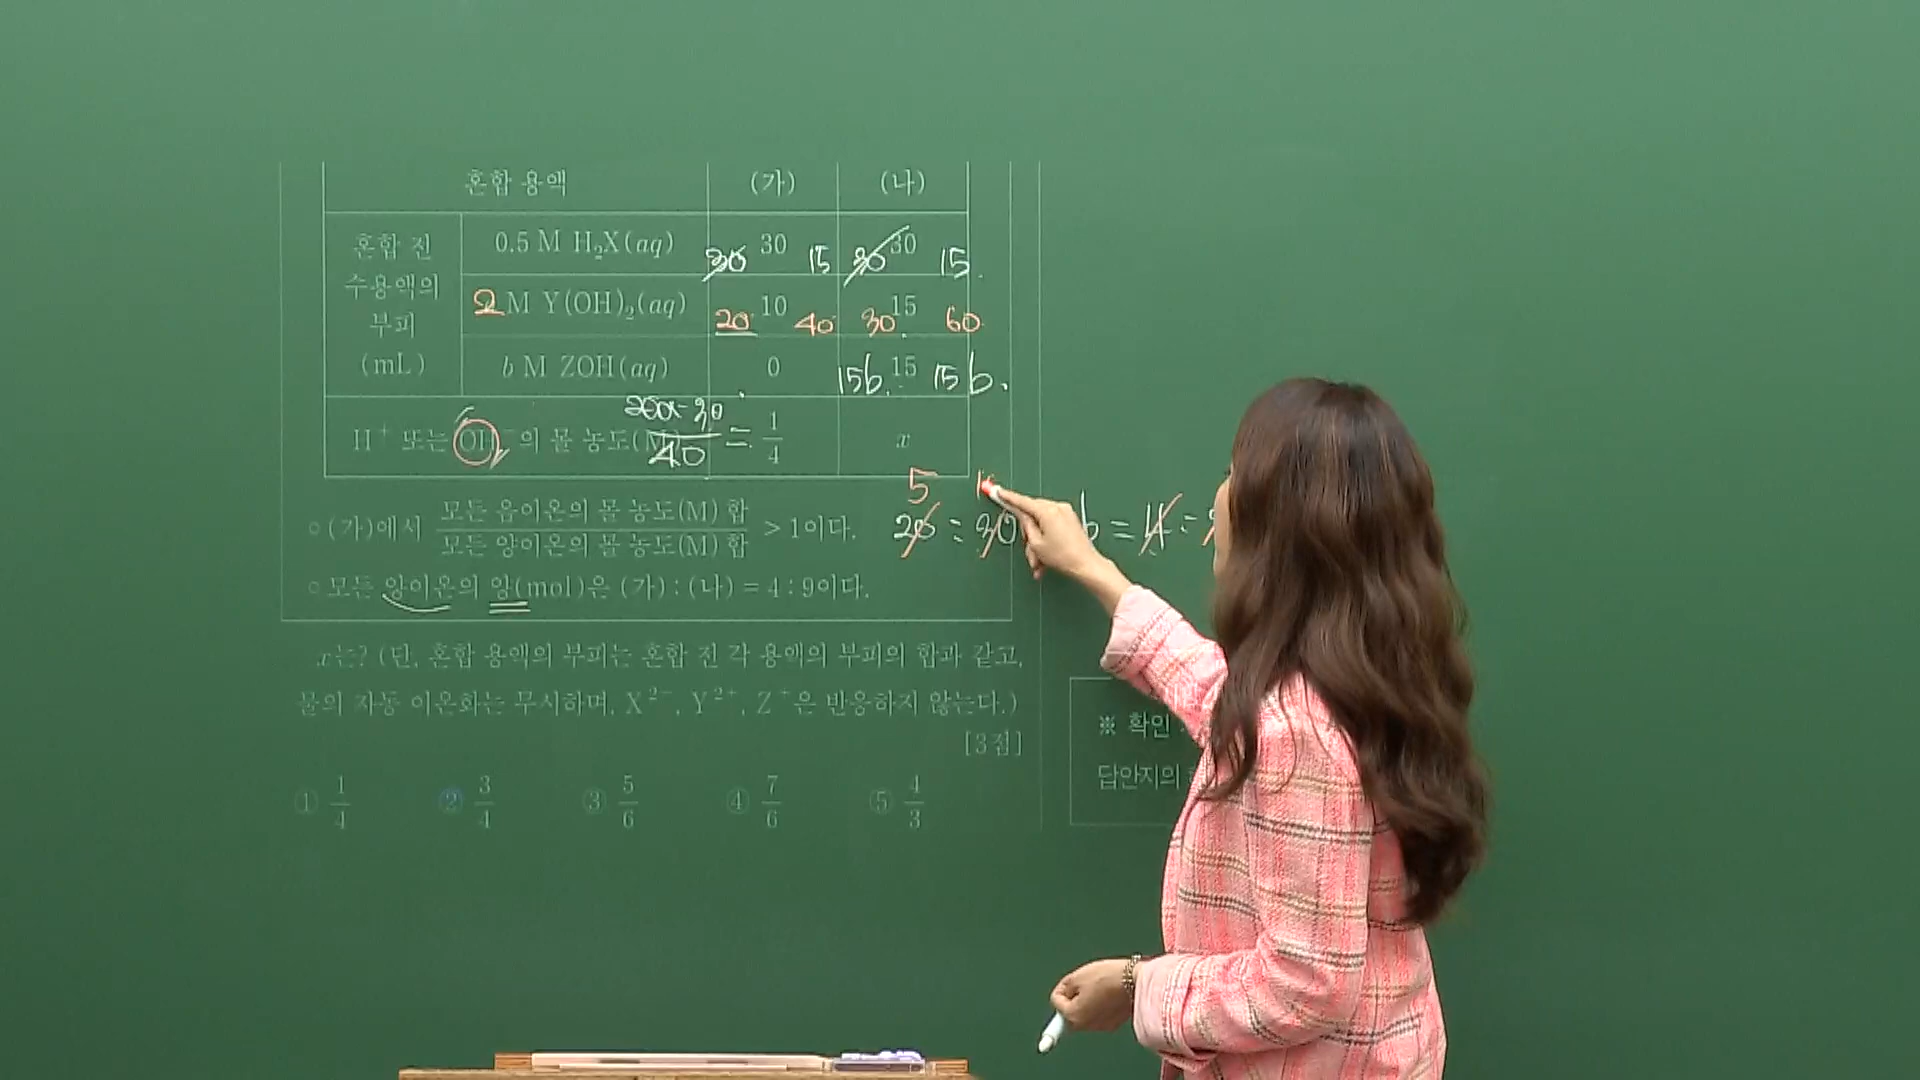 혼합 용액 (가) (나)
혼합 전 수용액의 부피 (mL)
0.5 M H₂X(aq) 30 30 15 30 30 15
2 M Y(OH)₂(aq) 10 20 40 15 30 60
b M ZOH(aq) 0 15 15b 15b
H⁺ 또는 OH⁻의 몰 농도(M) 1/4 x
20a-30
40 =
5
20 : 30 b = 4 :
○ (가)에서 모든 음이온의 몰 농도(M) 합 / 모든 양이온의 몰 농도(M) 합 > 1이다.
○ 모든 양이온의 양(mol)은 (가) : (나) = 4 : 9이다.
x는? (단, 혼합 용액의 부피는 혼합 전 각 용액의 부피의 합과 같고,
물의 자동 이온화는 무시하며, X²⁻, Y²⁺, Z⁺은 반응하지 않는다.)
[3점]
① 1/4 ② 3/4 ③ 5/6 ④ 7/6 ⑤ 4/3
※ 확인
답안지의